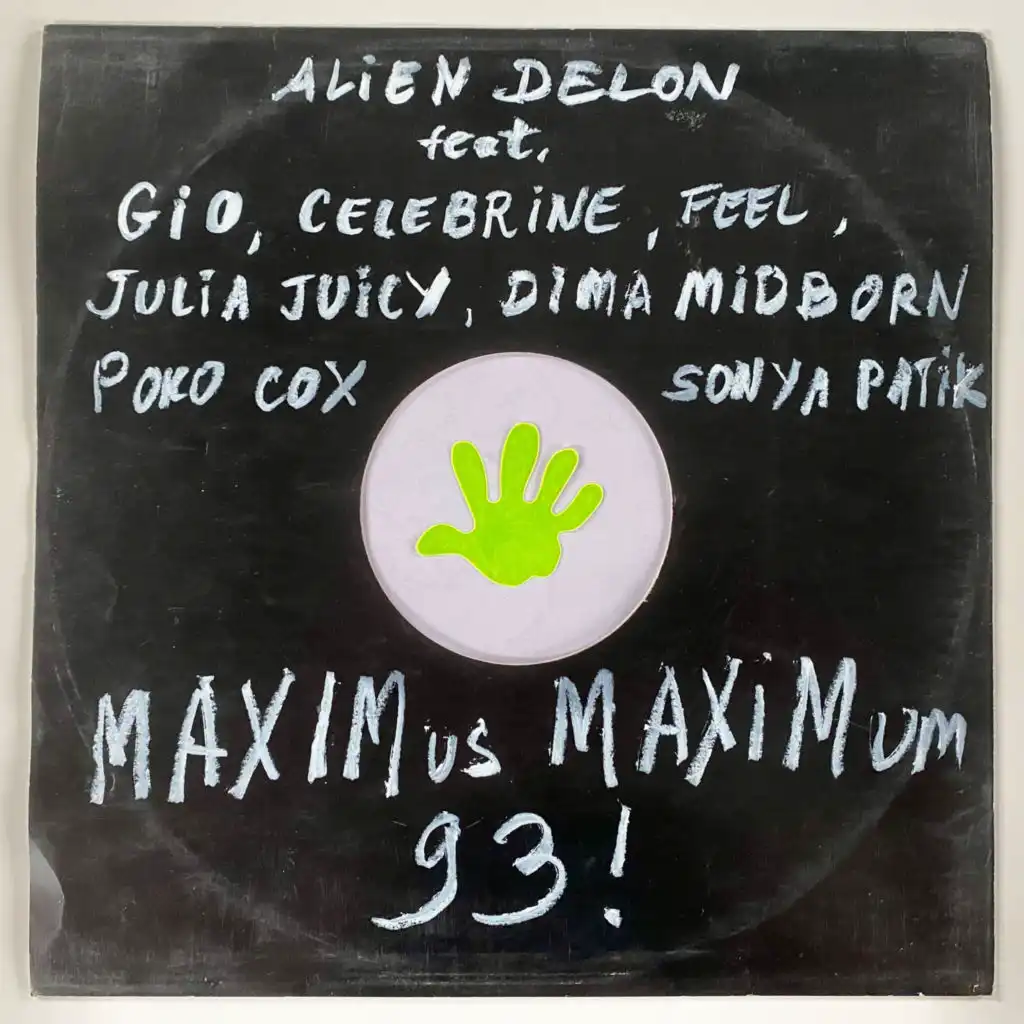 ALiEN DELON
feat.
GiO, CELEBRiNE, FEEL,
JULiA JUiCY, DIMA MiDBORN
POKO COX SONYA PATiK
MAXIMus MAXiMum
93!